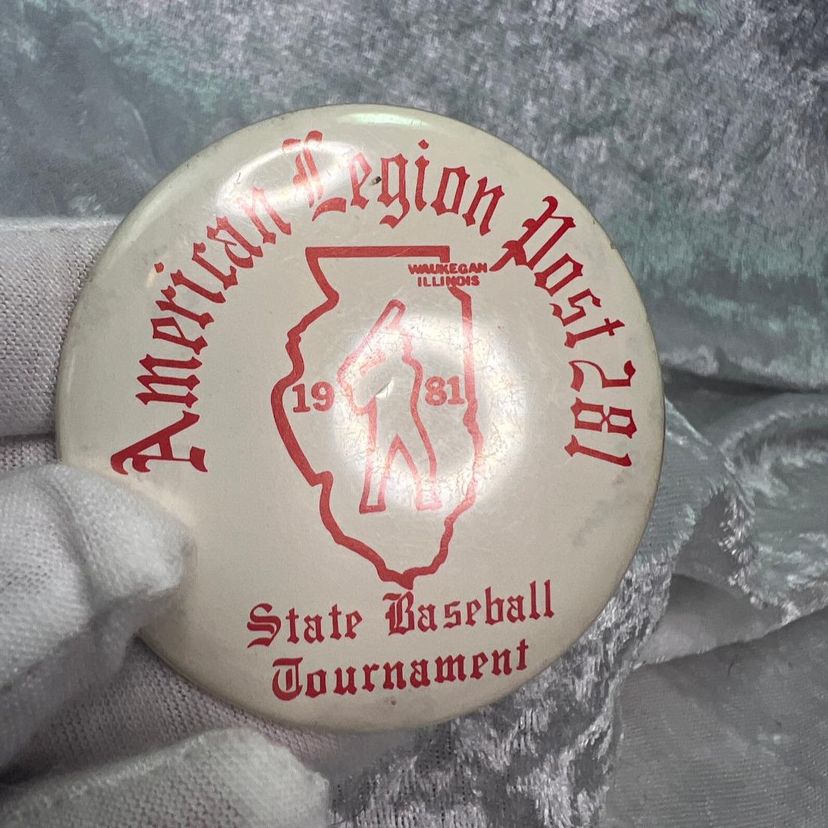 American Legion Post 281
WAUKEGAN
ILLINOIS
19 81
State Baseball
Tournament